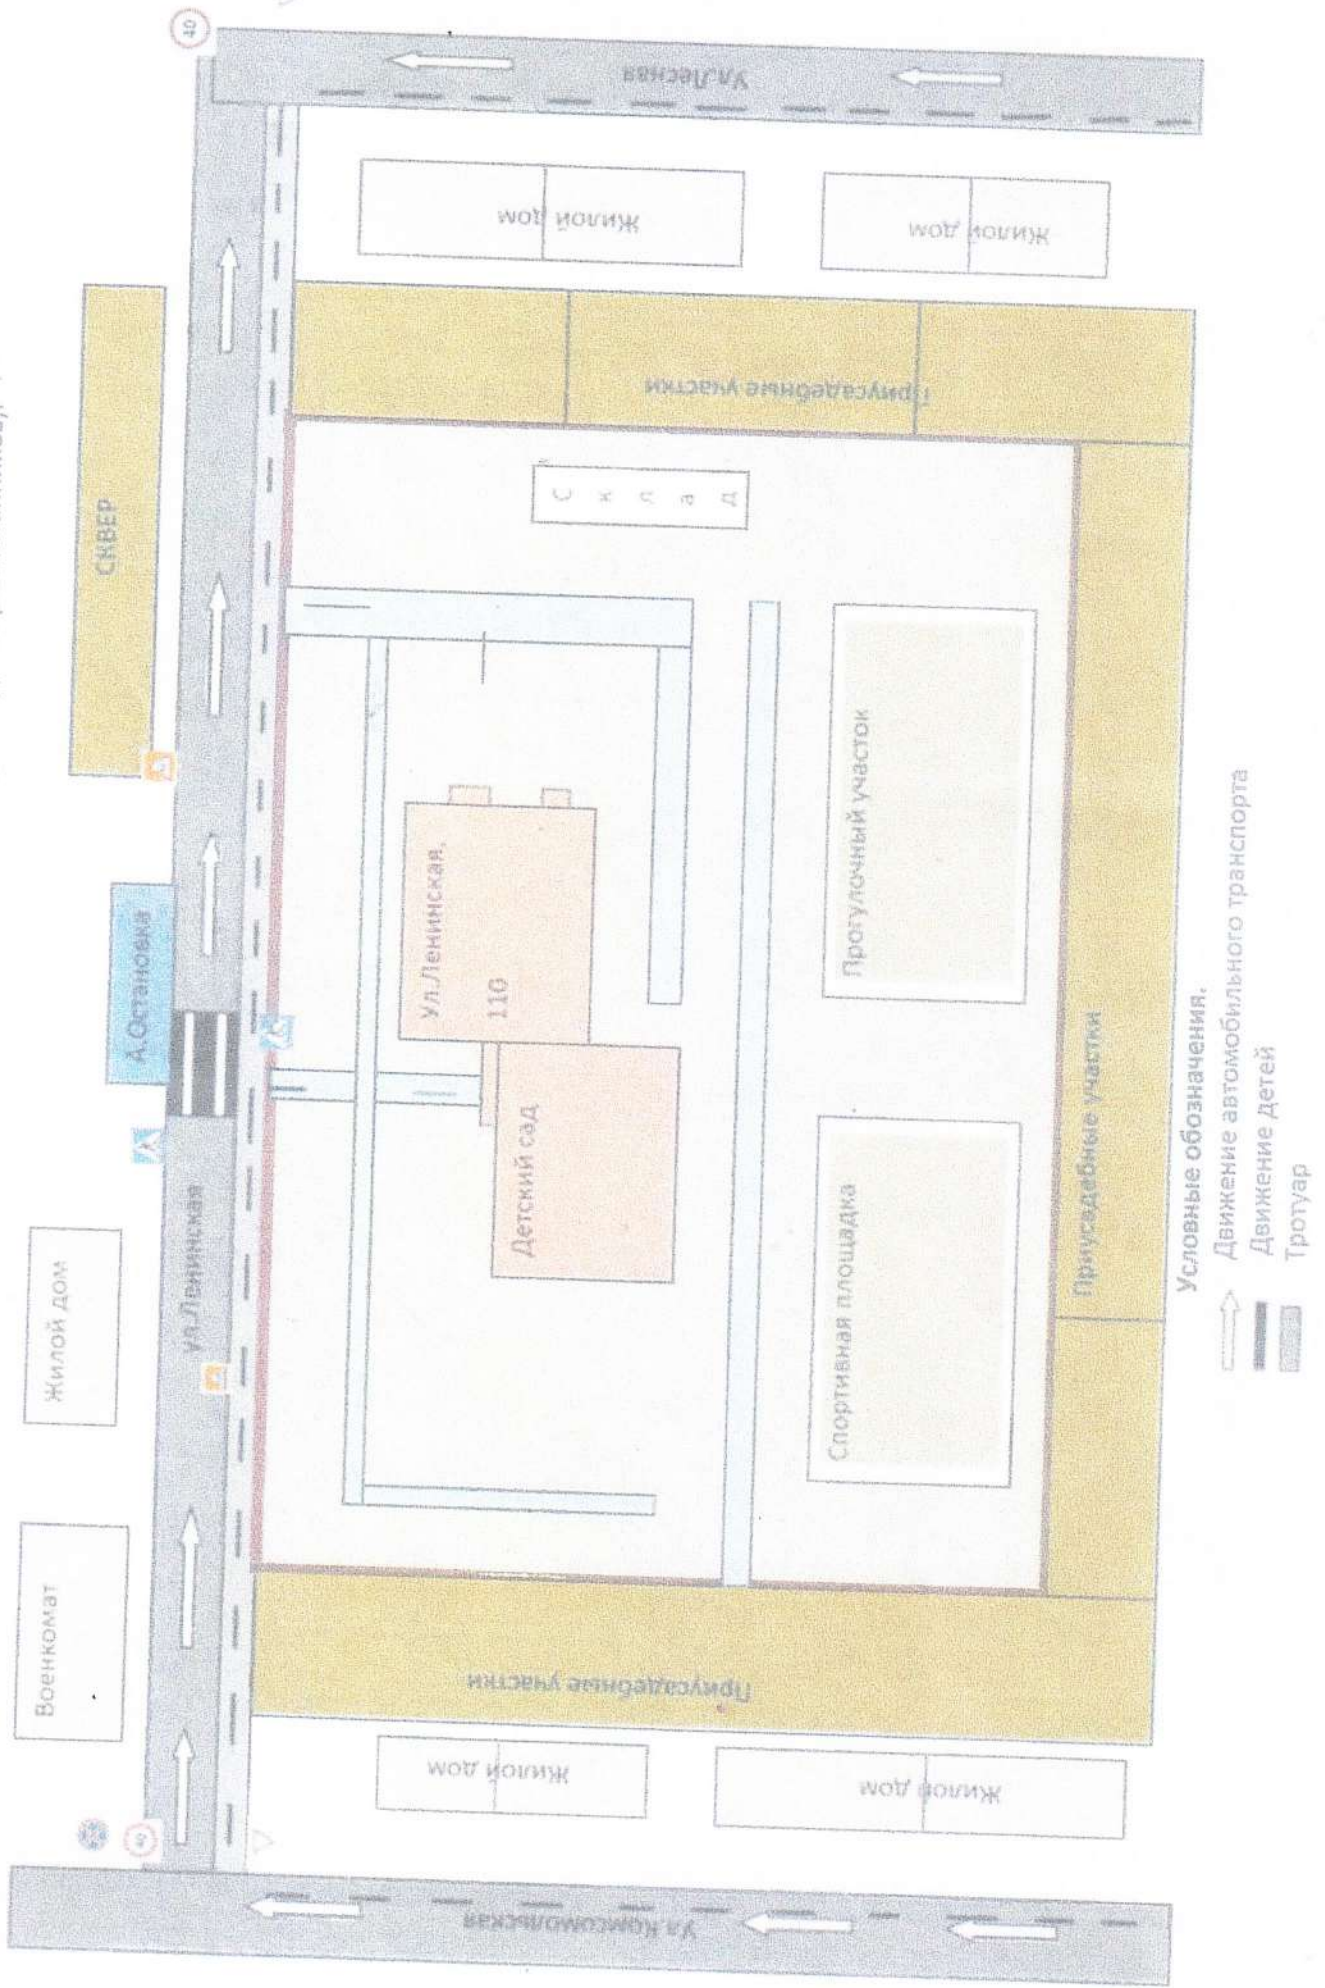 40
Военкомат
Жилой дом
А.Остановка
СКВЕР
ул.Ленинская
40
Ул.Комсомольская
Жилой дом
Жилой дом
Приусадебные участки
Детский сад
Ул.Ленинская,
110
Склад
Спортивная площадка
Прогулочный участок
Приусадебные участки
Приусадебные участки
Жилой дом
Жилой дом
Ул.Лесная
Условные обозначения.
Движение автомобильного транспорта
Движение детей
Тротуар